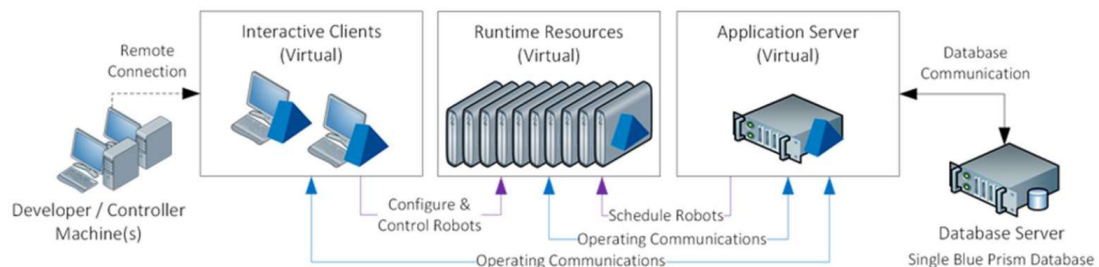 Interactive Clients
(Virtual)
Runtime Resources
(Virtual)
Application Server
(Virtual)
Remote
Connection
Database
Communication
Developer / Controller
Machine(s)
Configure &
Control Robots
Schedule Robots
Operating Communications
Operating Communications
Database Server
Single Blue Prism Database